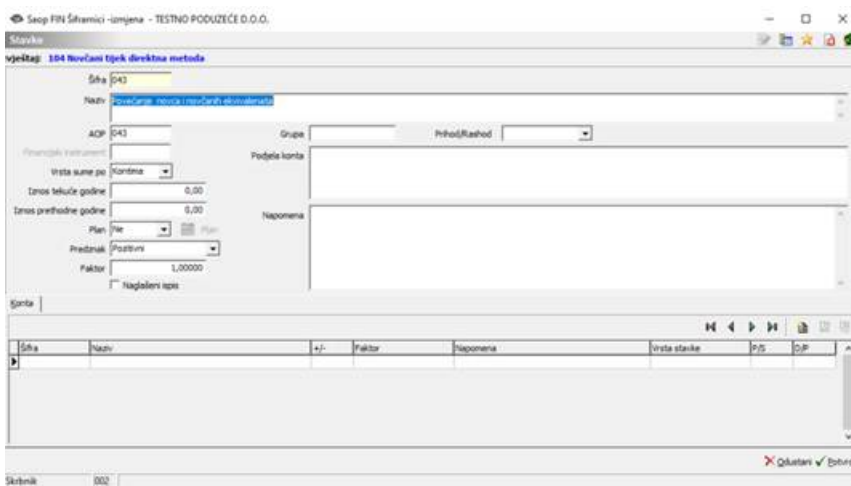 Saop FIN Šifarnici -izmjena - TESTNO PODUZEĆE D.O.O.
Stavke
vještaj: 104 Novčani tijek direktna metoda
Šifra 043
Naziv Povećanje novca i novčanih ekvivalenata
AOP 043 Grupa Prihod/Rashod
Financijski instrument Podjela konta
Vrsta sume po Kontima
Iznos tekuće godine 0,00
Iznos prethodne godine 0,00 Napomena
Plan Ne Plan
Predznak Pozitivni
Faktor 1,00000
Naglašeni ispis
Konta
Šifra Naziv +/- Faktor Napomena Vrsta stavke P/S D/P
Odustani Potvrdi
Skrbnik 002